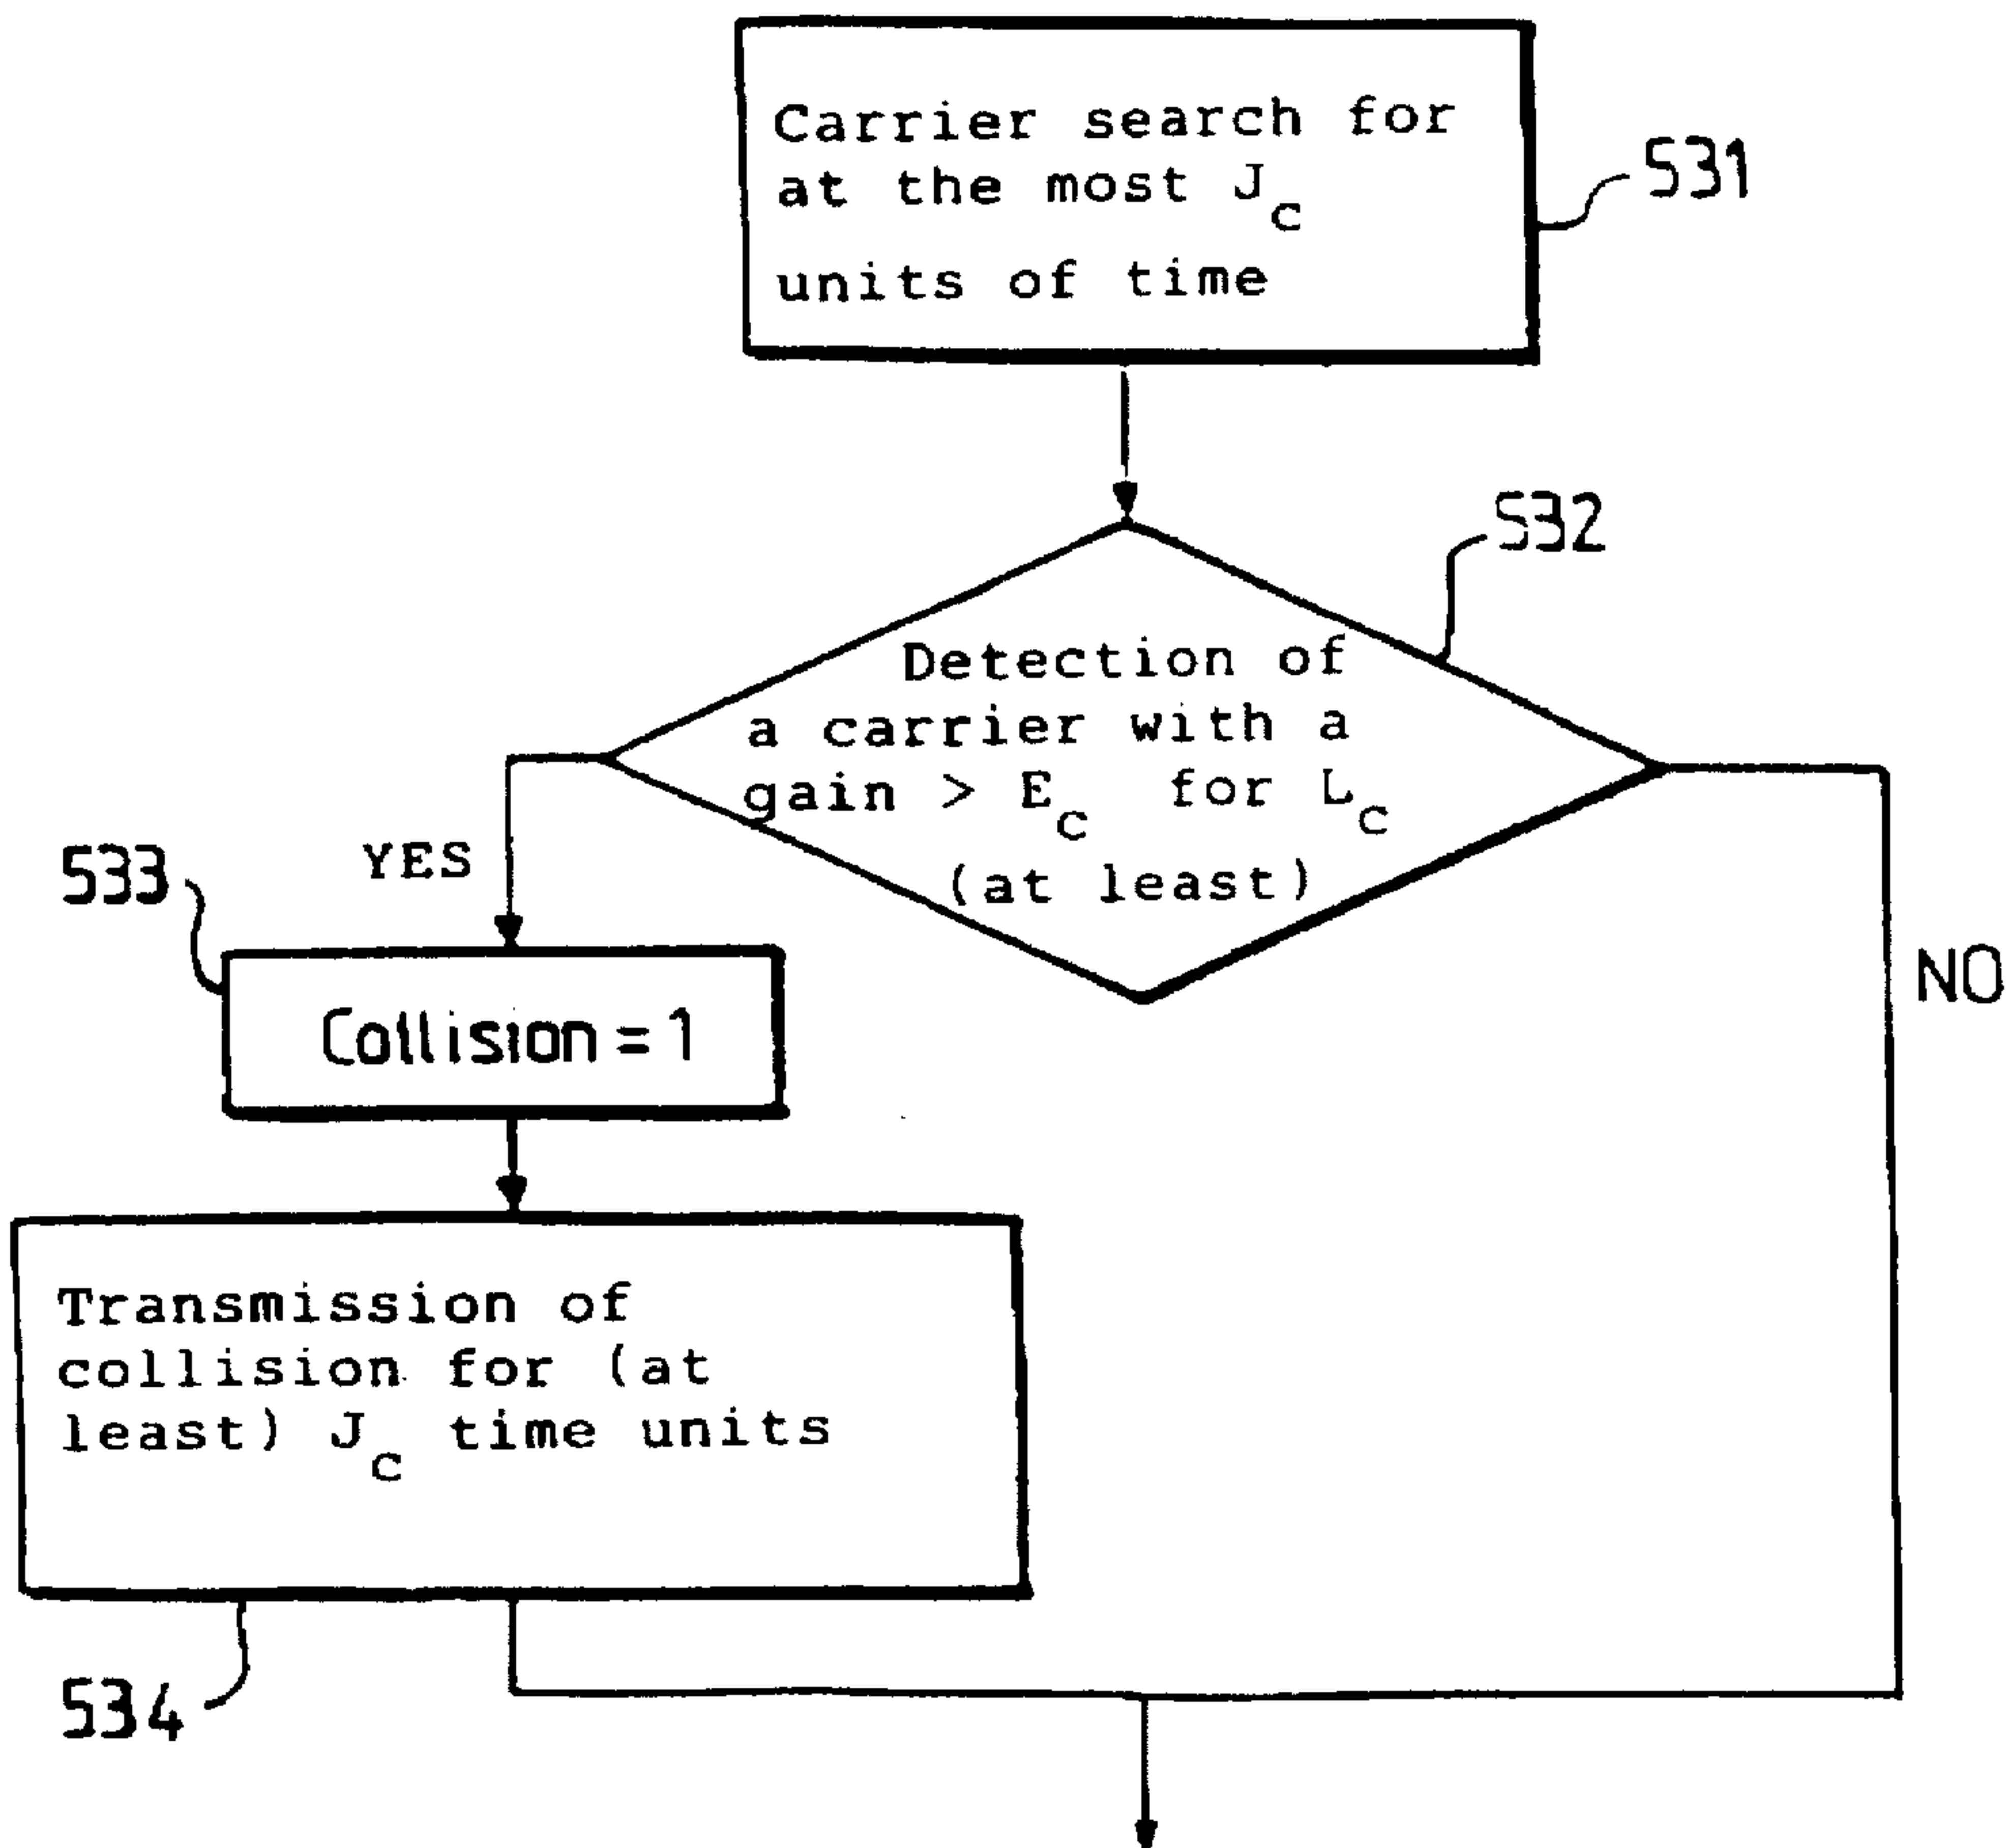 Carrier search for
at the most J_c
units of time
531
532
Detection of
a carrier with a
gain > E_c for L_c
(at least)
YES
NO
533
Collision = 1
Transmission of
collision for (at
least) J_c time units
534